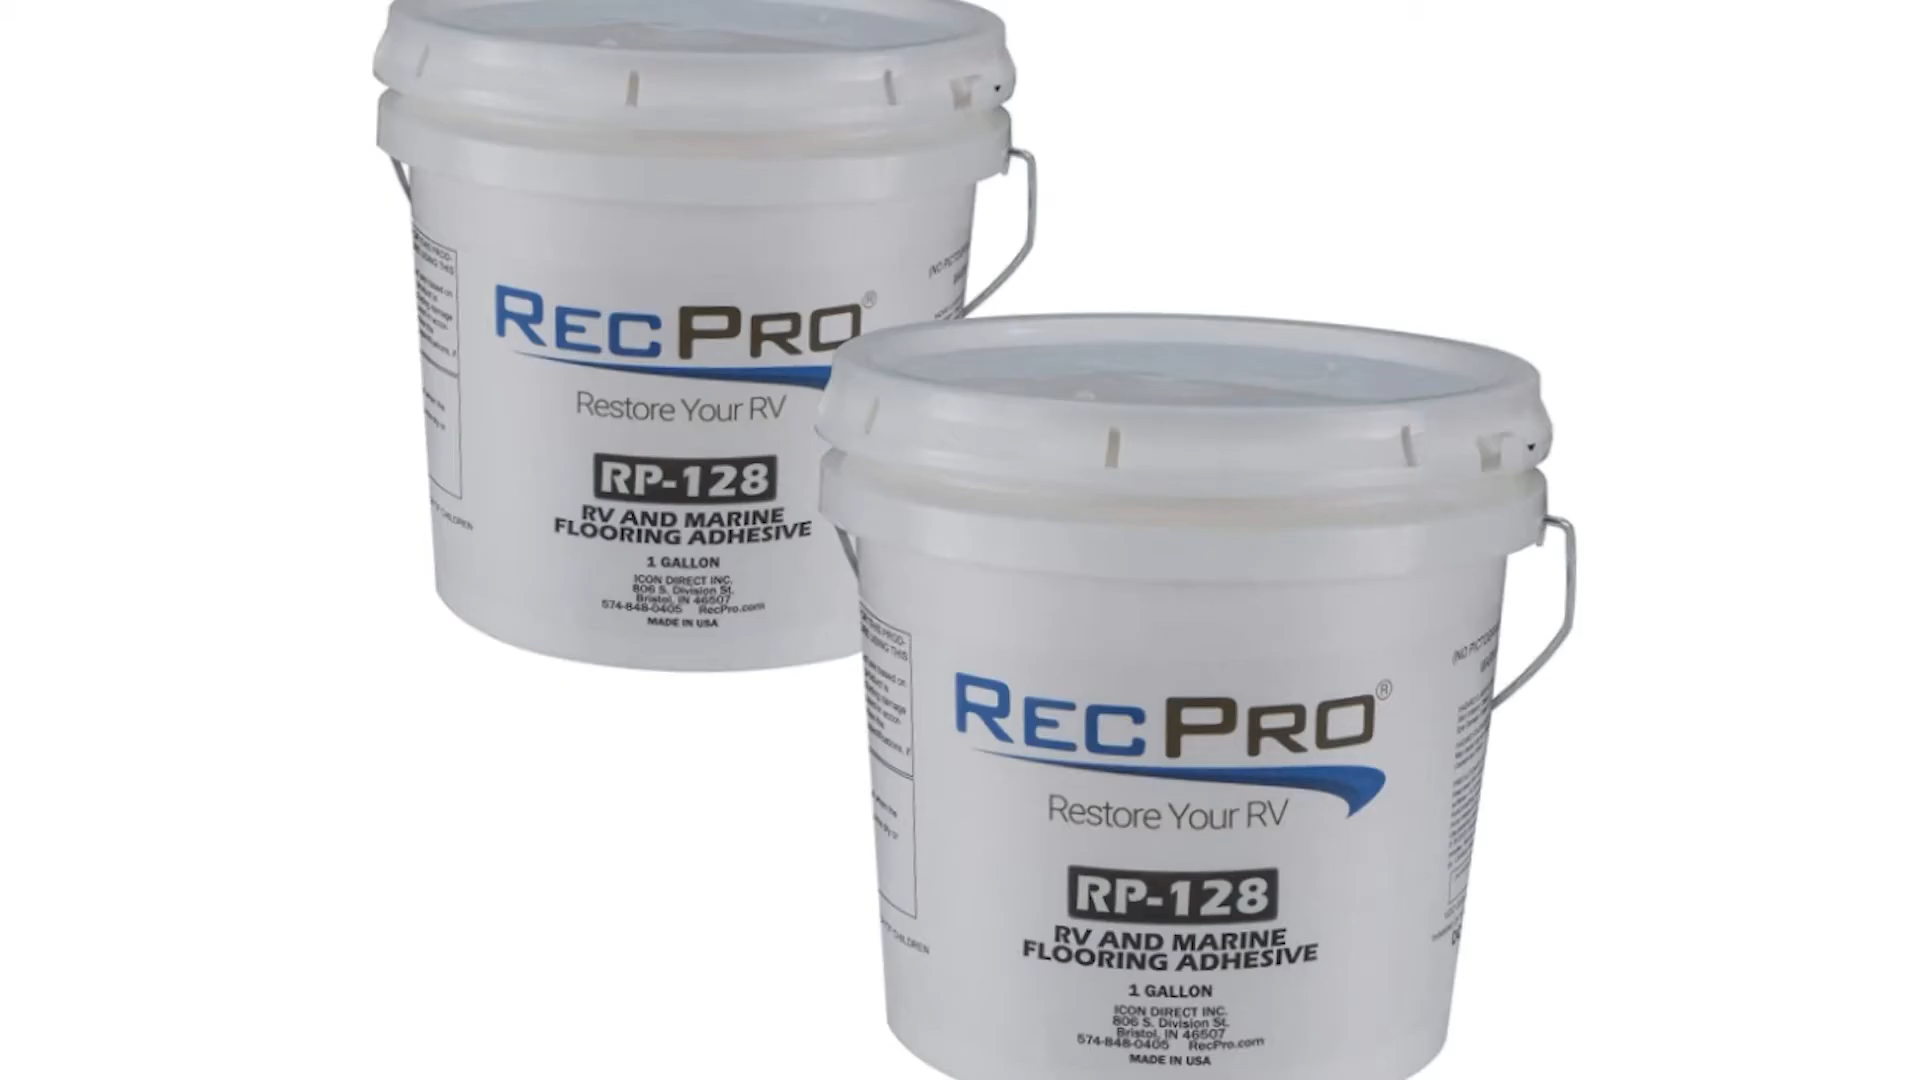 RECPRO®
Restore Your RV
RP-128
RV AND MARINE
FLOORING ADHESIVE
1 GALLON
ICON DIRECT INC.
806 S. Division St.
Bristol, IN 46507
574-848-0405 RecPro.com
MADE IN USA
RECPRO®
Restore Your RV
RP-128
RV AND MARINE
FLOORING ADHESIVE
1 GALLON
ICON DIRECT INC.
806 S. Division St.
Bristol, IN 46507
574-848-0405 RecPro.com
MADE IN USA